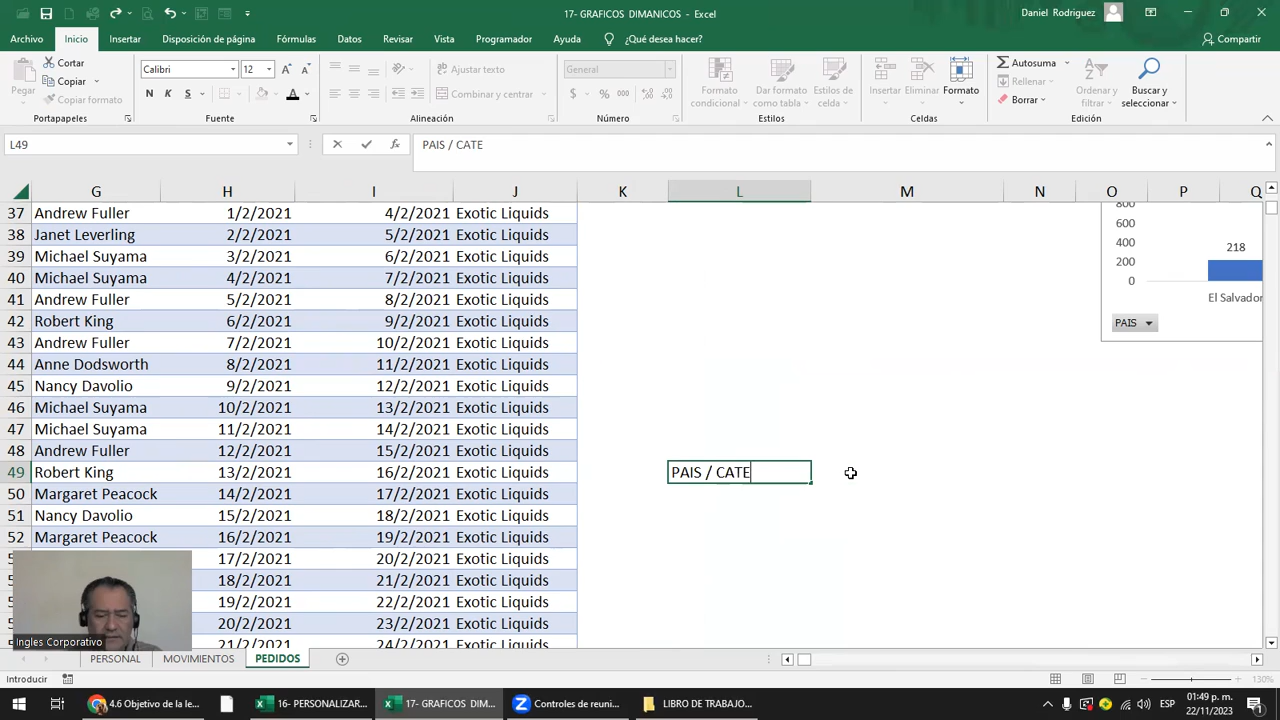 17- GRAFICOS DIMANICOS - Excel
Daniel Rodriguez
Archivo Inicio Insertar Disposición de página Fórmulas Datos Revisar Vista Programador Ayuda ¿Qué desea hacer? Compartir
Pegar
Cortar
Copiar
Copiar formato
Calibri 12
N K S
Ajustar texto
Combinar y centrar
General
$ % 000
Formato condicional
Dar formato como tabla
Estilos de celda
Insertar Eliminar Formato
Autosuma
Rellenar
Borrar
Ordenar y filtrar
Buscar y seleccionar
Portapapeles Fuente Alineación Número Estilos Celdas Edición
L49 fx PAIS / CATE
G H I J K L M N O P Q
37 Andrew Fuller 1/2/2021 4/2/2021 Exotic Liquids
38 Janet Leverling 2/2/2021 5/2/2021 Exotic Liquids
39 Michael Suyama 3/2/2021 6/2/2021 Exotic Liquids
40 Michael Suyama 4/2/2021 7/2/2021 Exotic Liquids
41 Andrew Fuller 5/2/2021 8/2/2021 Exotic Liquids
42 Robert King 6/2/2021 9/2/2021 Exotic Liquids
43 Andrew Fuller 7/2/2021 10/2/2021 Exotic Liquids
44 Anne Dodsworth 8/2/2021 11/2/2021 Exotic Liquids
45 Nancy Davolio 9/2/2021 12/2/2021 Exotic Liquids
46 Michael Suyama 10/2/2021 13/2/2021 Exotic Liquids
47 Michael Suyama 11/2/2021 14/2/2021 Exotic Liquids
48 Andrew Fuller 12/2/2021 15/2/2021 Exotic Liquids
49 Robert King 13/2/2021 16/2/2021 Exotic Liquids PAIS / CATE
50 Margaret Peacock 14/2/2021 17/2/2021 Exotic Liquids
51 Nancy Davolio 15/2/2021 18/2/2021 Exotic Liquids
52 Margaret Peacock 16/2/2021 19/2/2021 Exotic Liquids
17/2/2021 20/2/2021 Exotic Liquids
18/2/2021 21/2/2021 Exotic Liquids
19/2/2021 22/2/2021 Exotic Liquids
20/2/2021 23/2/2021 Exotic Liquids
21/2/2021 24/2/2021 Exotic Liquids
800
600
400
200
0
218
El Salvador
PAIS
Ingles Corporativo
PERSONAL MOVIMIENTOS PEDIDOS
Introducir
130%
4.6 Objetivo de la le...
16- PERSONALIZAR...
17- GRAFICOS DIMA...
Controles de reuni...
LIBRO DE TRABAJO...
ESP
01:49 p. m.
22/11/2023